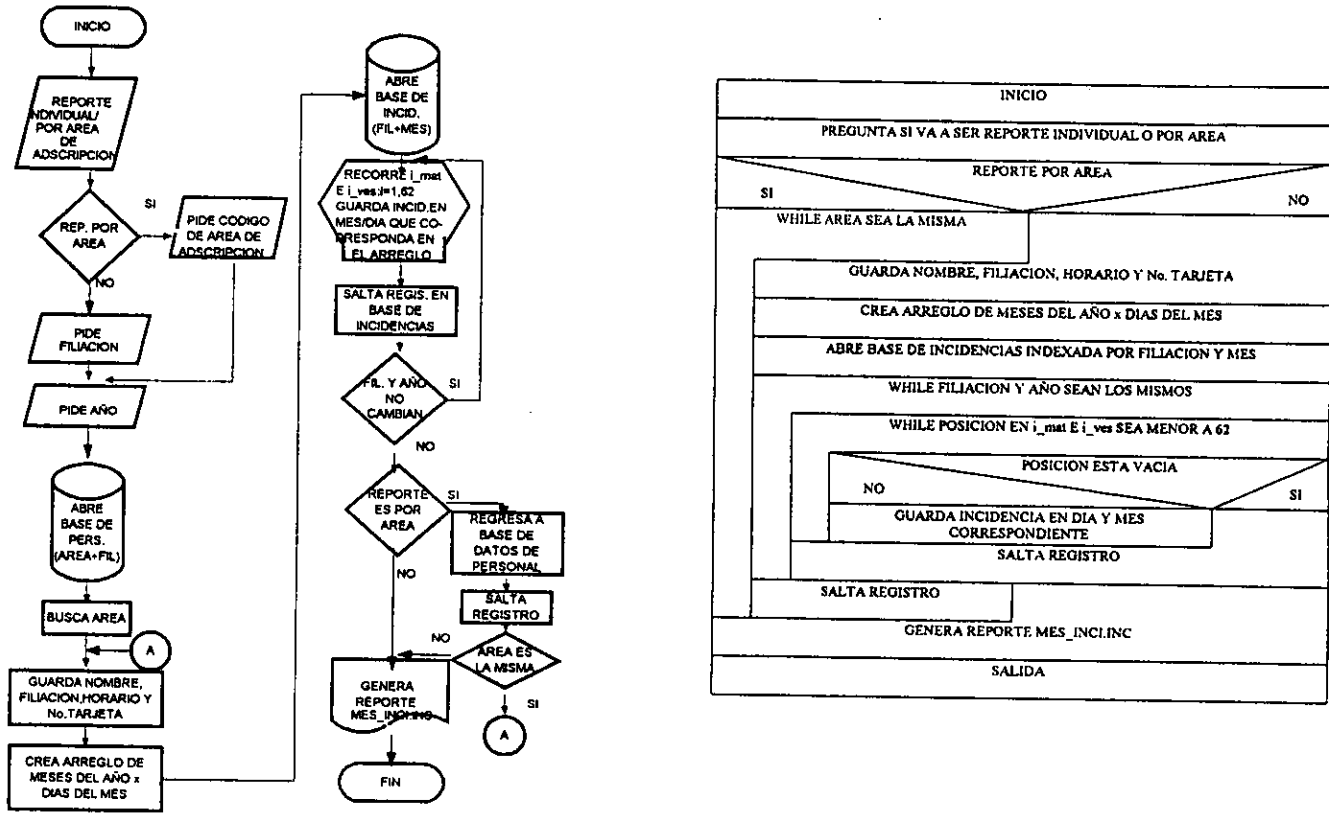 INICIO
REPORTE
INDIVIDUAL/
POR AREA
DE
ADSCRIPCION
REP. POR
AREA
SI
PIDE CODIGO
DE AREA DE
ADSCRIPCION
NO
PIDE
FILIACION
PIDE AÑO
ABRE
BASE DE
PERS.
(AREA+FIL)
BUSCA AREA
A
GUARDA NOMBRE,
FILIACION,HORARIO Y
No.TARJETA
CREA ARREGLO DE
MESES DEL AÑO x
DIAS DEL MES
ABRE
BASE DE
INCID.
(FIL+MES)
RECORRE i_mat
E i_ves:i=1,62
GUARDA INCID.EN
MES/DIA QUE CO-
RRESPONDA EN
EL ARREGLO
SALTA REGIS. EN
BASE DE
INCIDENCIAS
FIL. Y AÑO
NO
CAMBIAN
SI
NO
REPORTE
ES POR
AREA
SI
REGRESA A
BASE DE
DATOS DE
PERSONAL
NO
SALTA
REGISTRO
NO
AREA ES
LA MISMA
SI
A
GENERA
REPORTE
MES_INCI.INC
FIN
INICIO
PREGUNTA SI VA A SER REPORTE INDIVIDUAL O POR AREA
REPORTE POR AREA
SI
NO
WHILE AREA SEA LA MISMA
GUARDA NOMBRE, FILIACION, HORARIO Y No. TARJETA
CREA ARREGLO DE MESES DEL AÑO x DIAS DEL MES
ABRE BASE DE INCIDENCIAS INDEXADA POR FILIACION Y MES
WHILE FILIACION Y AÑO SEAN LOS MISMOS
WHILE POSICION EN i_mat E i_ves SEA MENOR A 62
POSICION ESTA VACIA
NO
SI
GUARDA INCIDENCIA EN DIA Y MES
CORRESPONDIENTE
SALTA REGISTRO
SALTA REGISTRO
GENERA REPORTE MES_INCI.INC
SALIDA